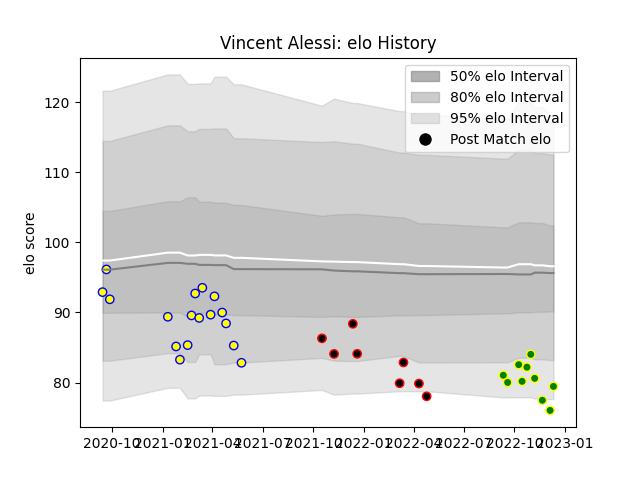 Vincent Alessi: elo History
50% elo Interval
80% elo Interval
95% elo Interval
Post Match elo
elo score
120
110
100
90
80
2020-10
2021-01
2021-04
2021-07
2021-10
2022-01
2022-04
2022-07
2022-10
2023-01